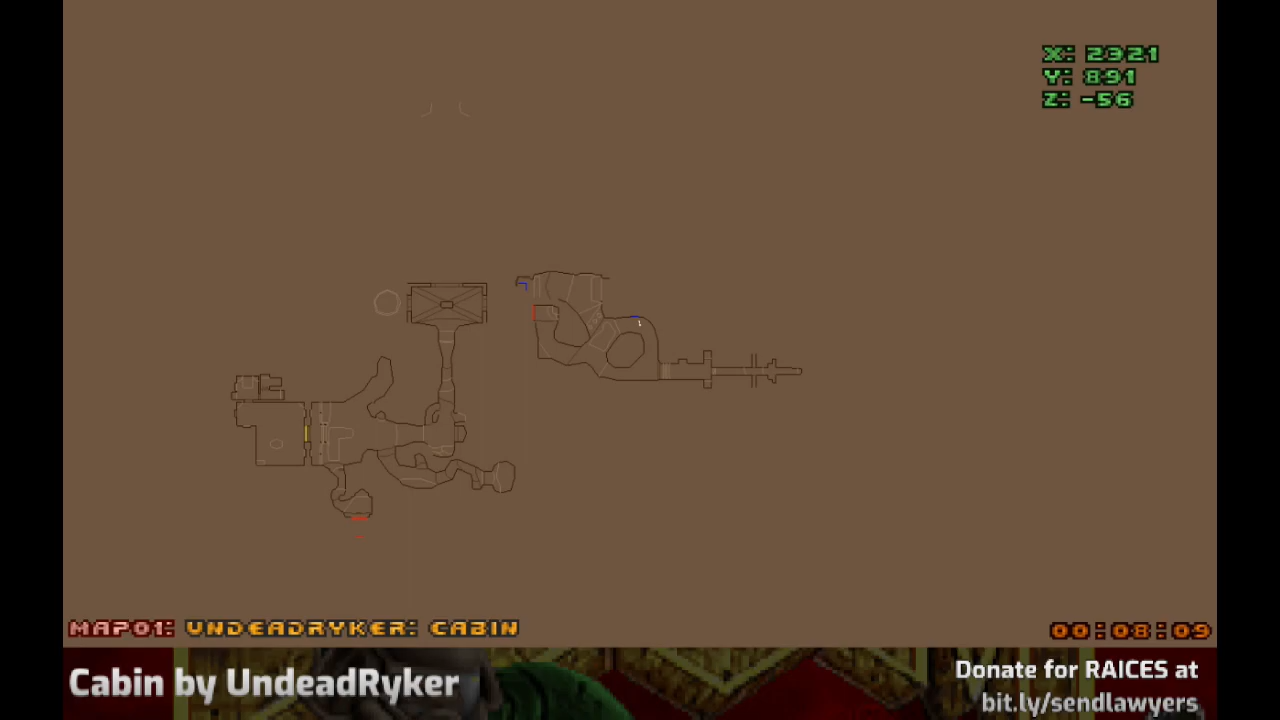 X: 2321
Y: 891
Z: -56
MAP01: UNDEADRYKER: CABIN
00:08:09
Cabin by UndeadRyker
Donate for RAICES at
bit.ly/sendlawyers